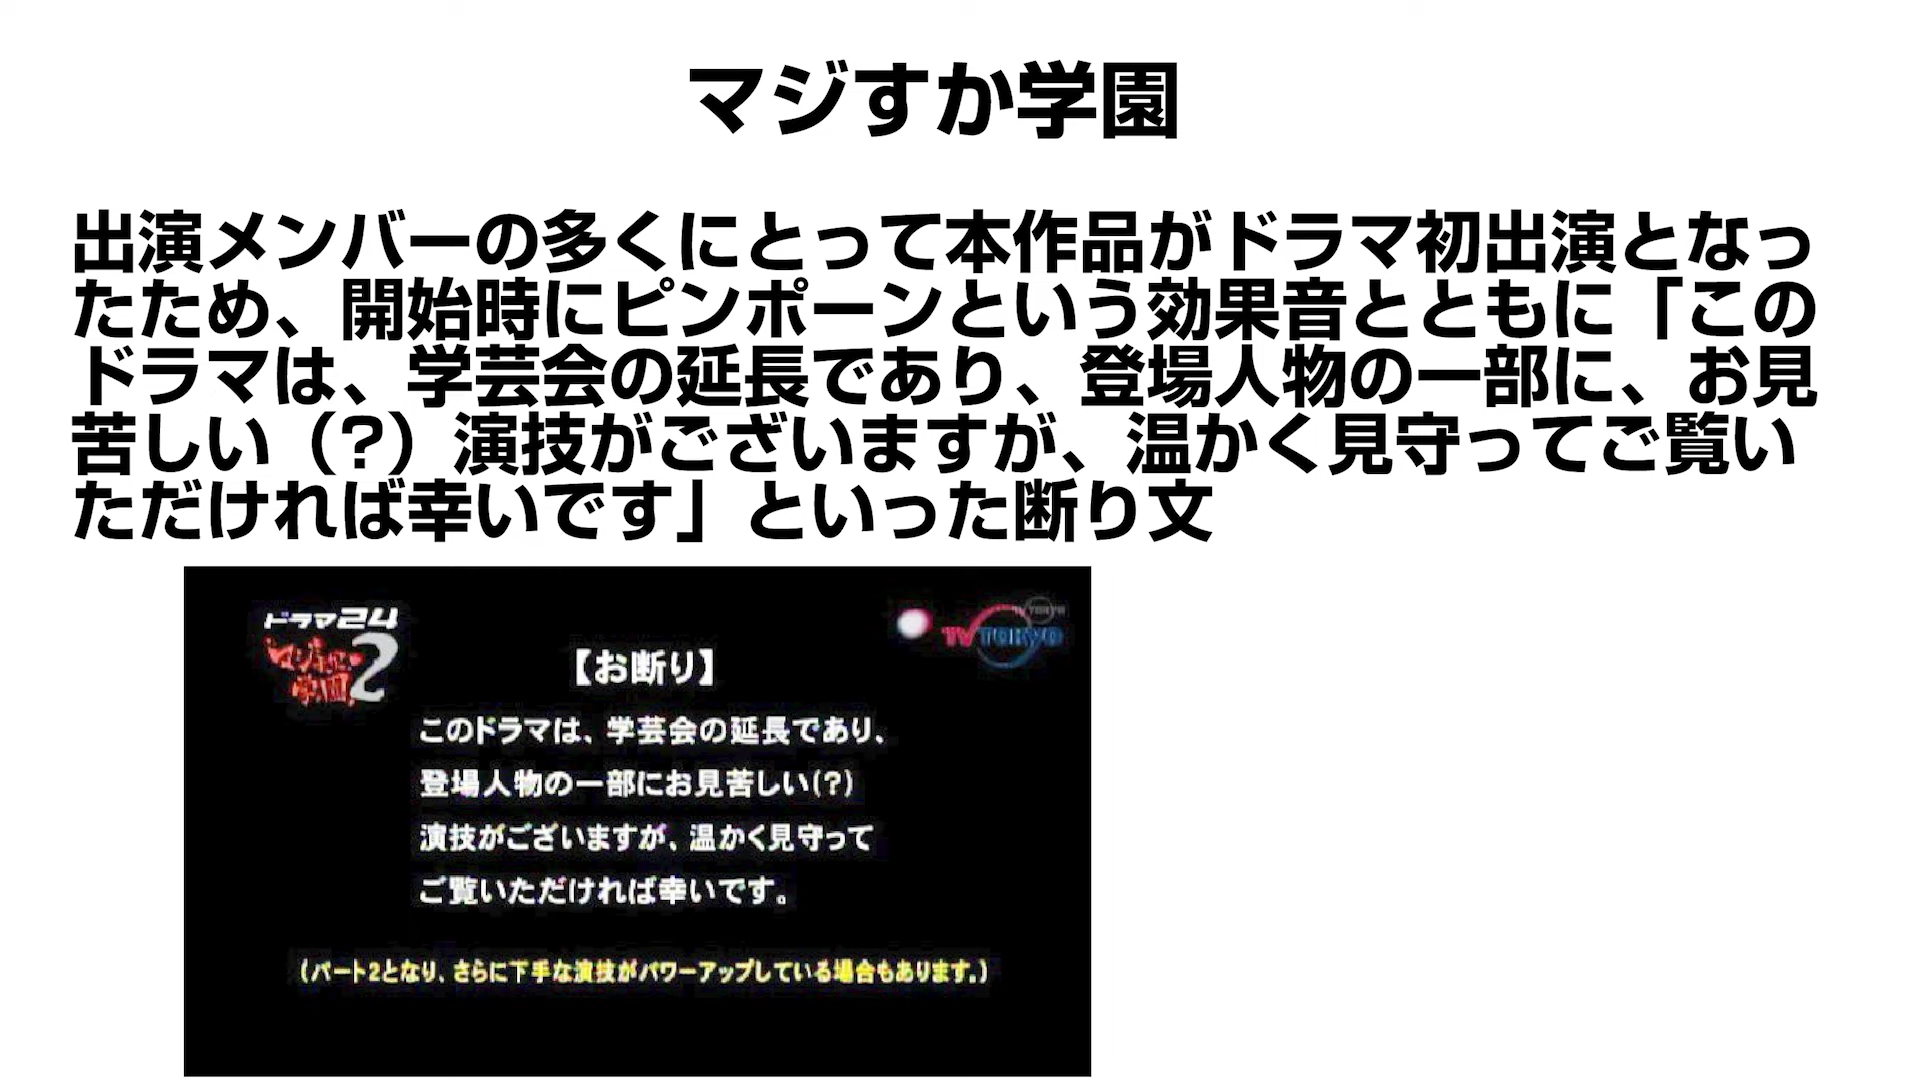 マジすか学園
出演メンバーの多くにとって本作品がドラマ初出演となっ
たため、開始時にピンポーンという効果音とともに「この
ドラマは、学芸会の延長であり、登場人物の一部に、お見
苦しい（?）演技がございますが、温かく見守ってご覧い
ただければ幸いです」といった断り文
ドラマ24
マジすか
学園2
TV TOKYO
TV TOKYO
【お断り】
このドラマは、学芸会の延長であり、
登場人物の一部にお見苦しい(?)
演技がございますが、温かく見守って
ご覧いただければ幸いです。
(パート2となり、さらに下手な演技がパワーアップしている場合もあります。)